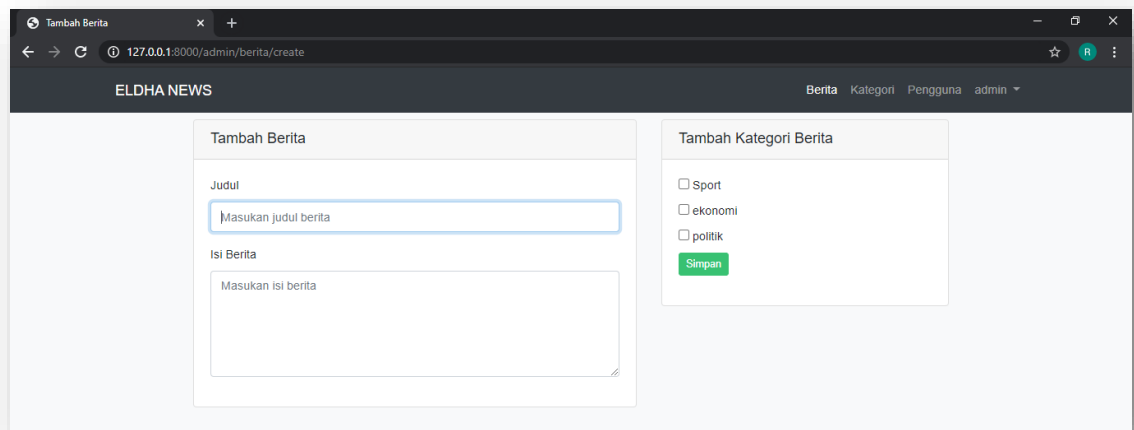 Tambah Berita
127.0.0.1:8000/admin/berita/create
R
ELDHA NEWS
Berita Kategori Pengguna admin
Tambah Berita
Judul
Masukan judul berita
Isi Berita
Masukan isi berita
Tambah Kategori Berita
Sport
ekonomi
politik
Simpan